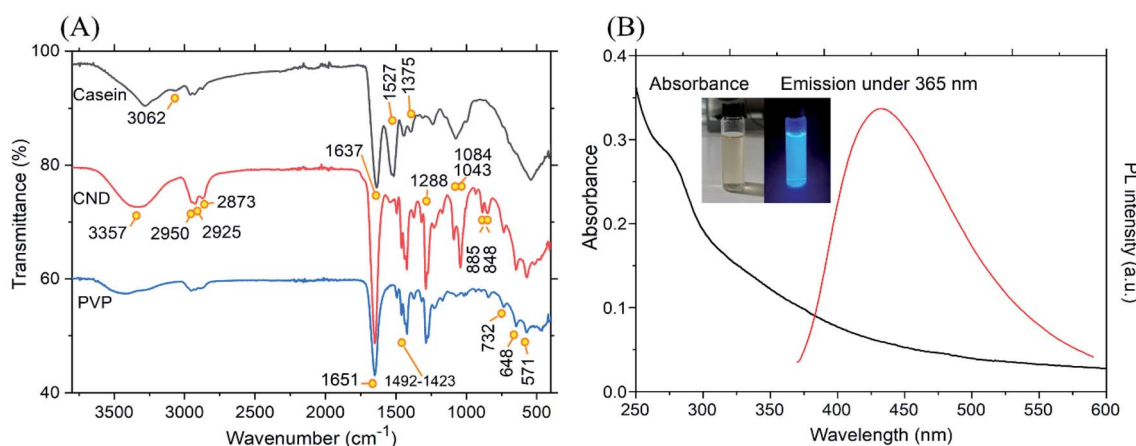 (A)
100
80
60
40
Transmittance (%)
Casein
3062
1527
1375
1637
1084
1043
1288
CND
3357
2950
2925
2873
885
848
PVP
1651
1492-1423
732
648
571
3500 3000 2500 2000 1500 1000 500
Wavenumber (cm⁻¹)
(B)
0.4
0.3
0.2
0.1
0.0
Absorbance
Absorbance Emission under 365 nm
PL Intensity (a.u.)
250 300 350 400 450 500 550 600
Wavelength (nm)